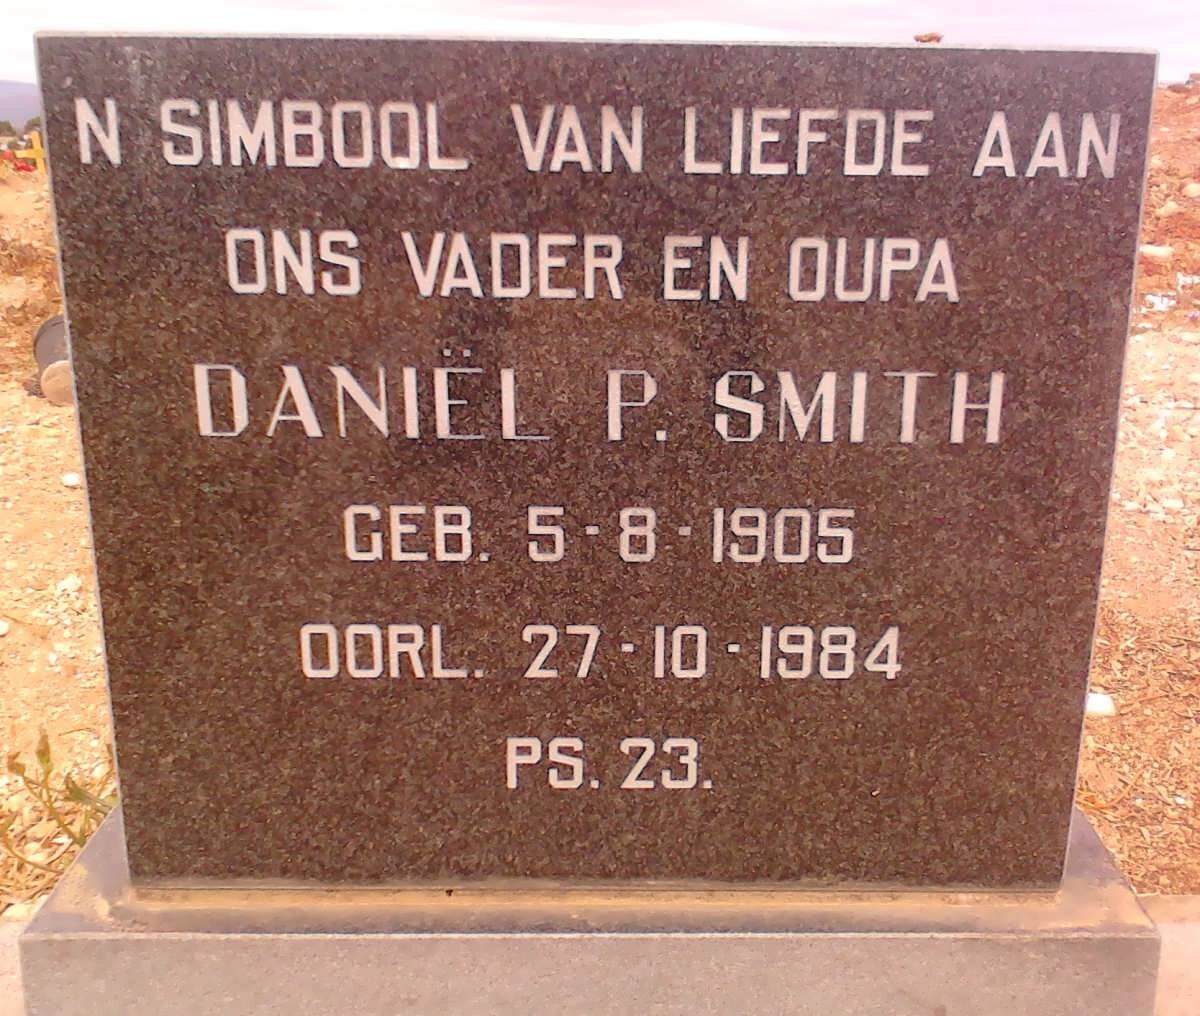 N SIMBOOL VAN LIEFDE AAN
ONS VADER EN OUPA
DANIËL P. SMITH
GEB. 5-8-1905
OORL. 27-10-1984
PS. 23.